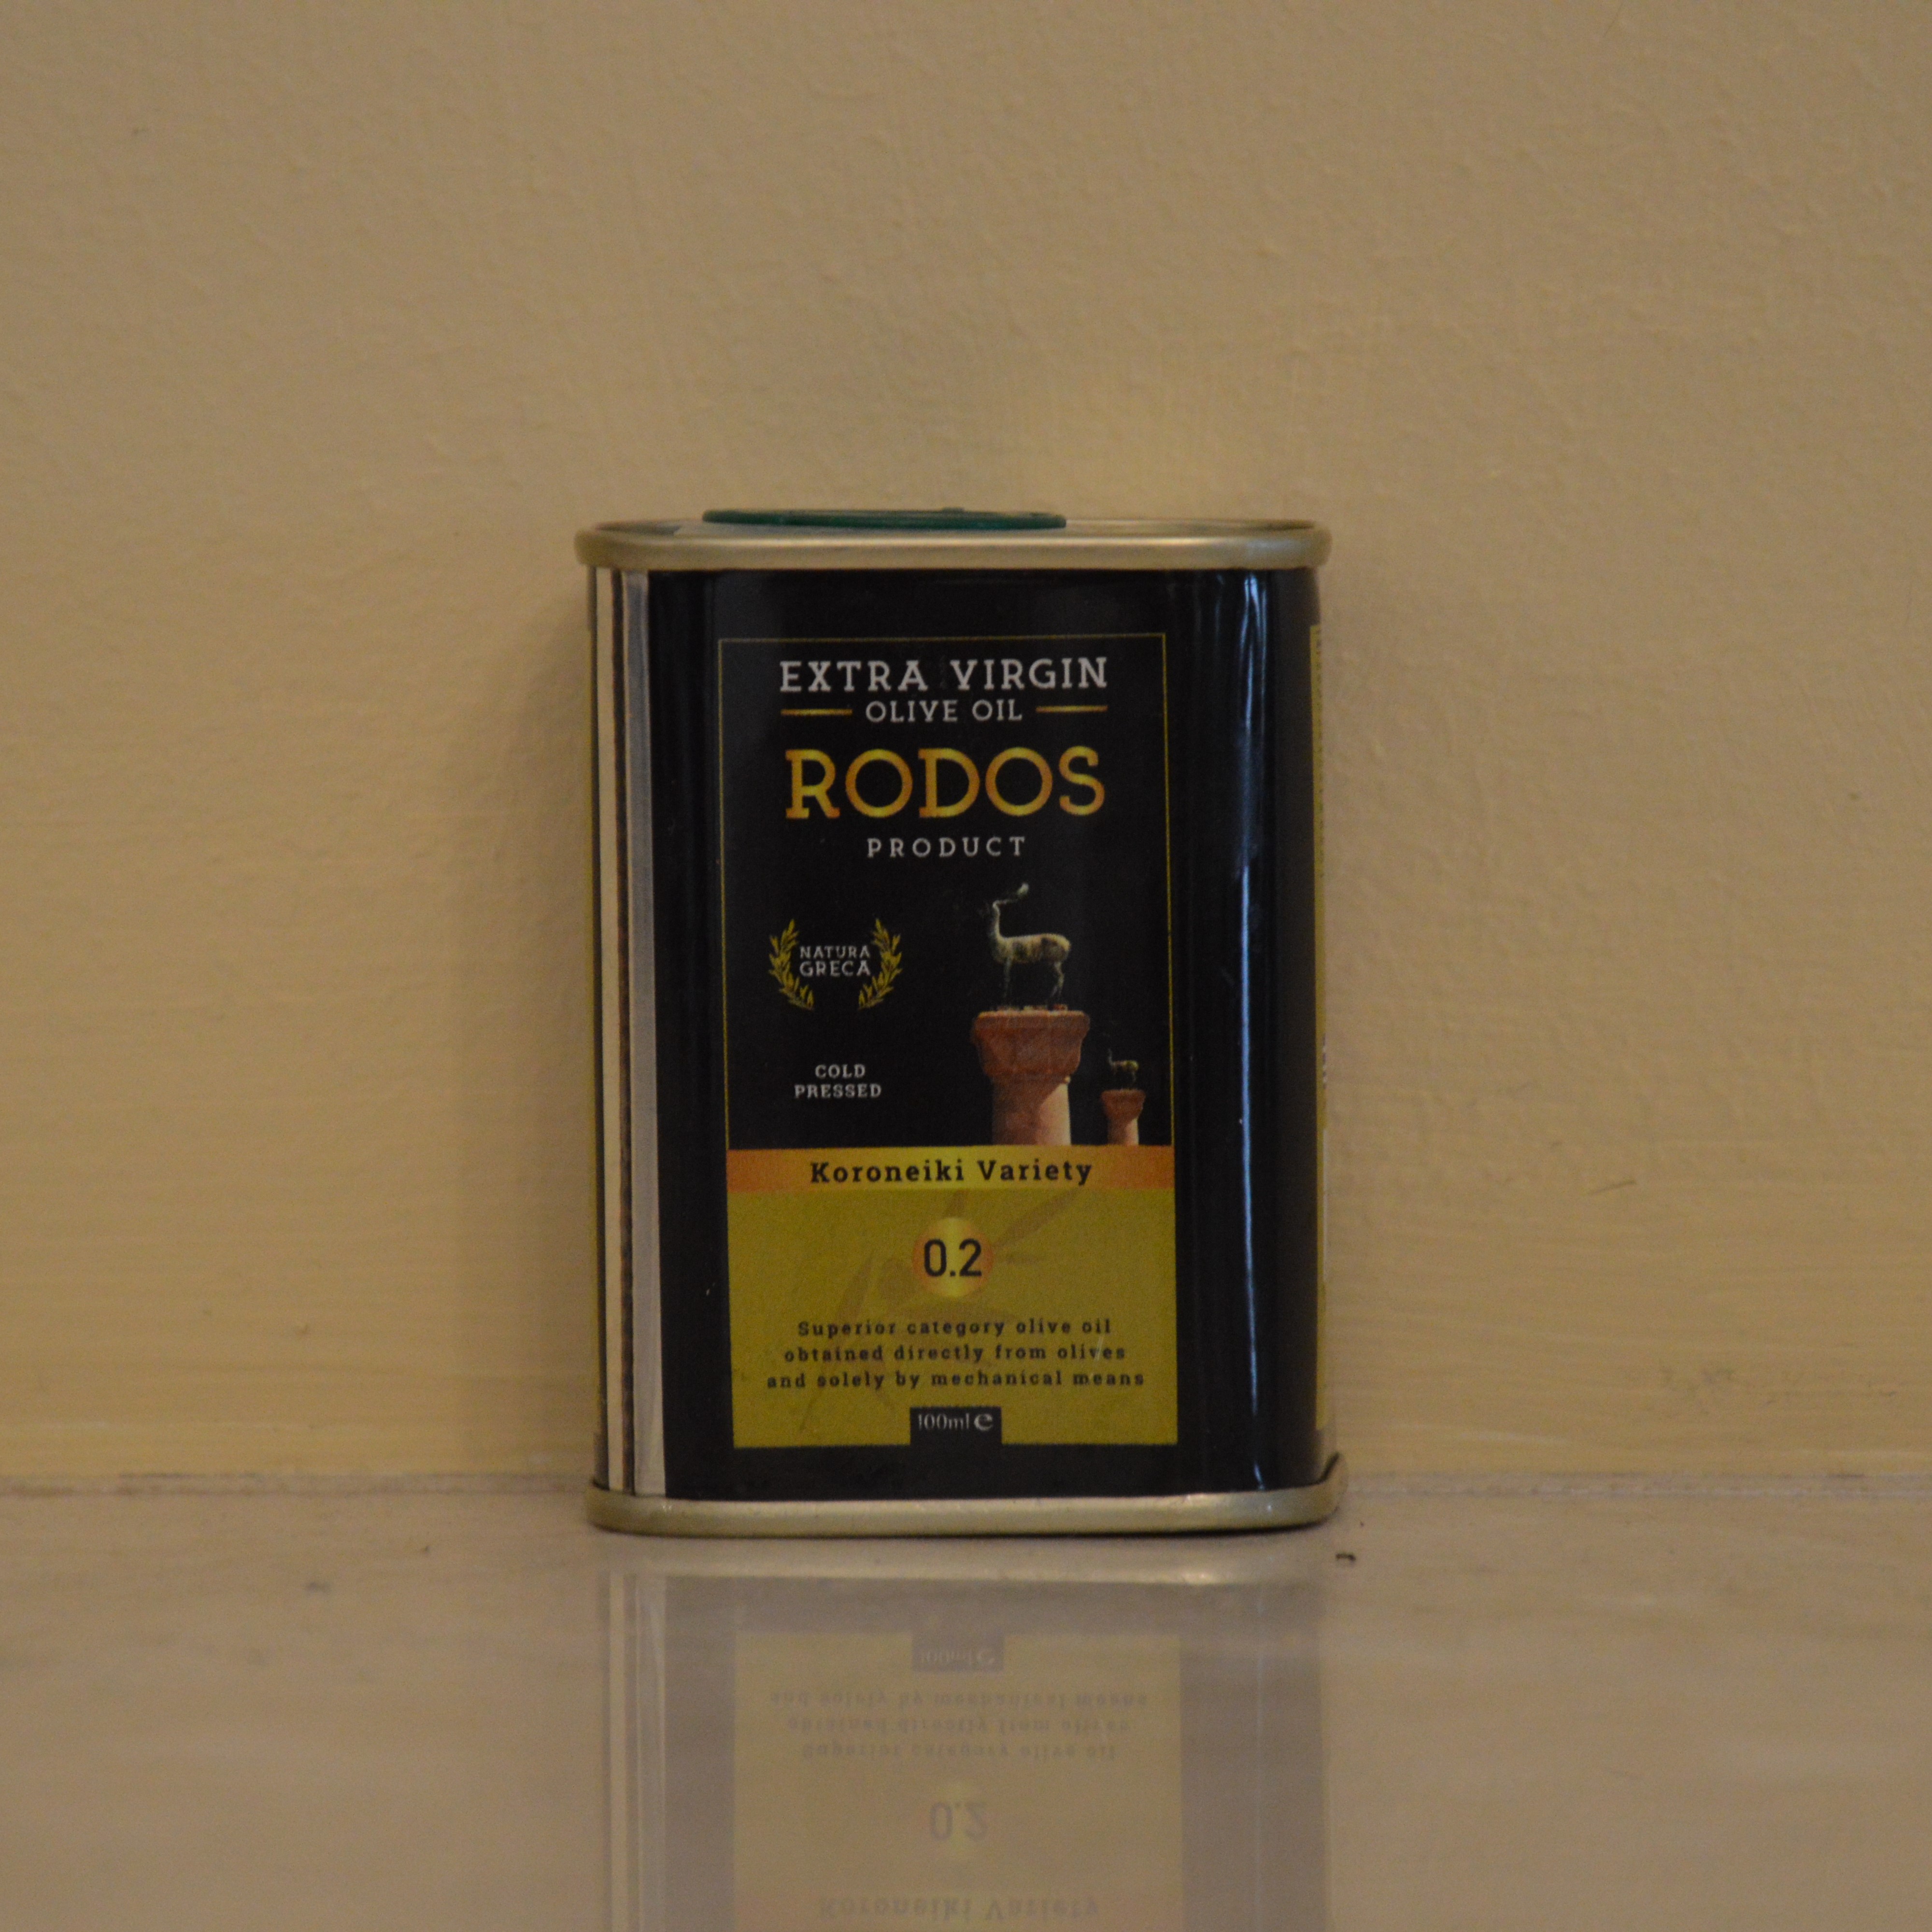 EXTRA VIRGIN
OLIVE OIL
RODOS
PRODUCT
NATURA
GRECA
COLD
PRESSED
Koroneiki Variety
0.2
Superior category olive oil
obtained directly from olives
and solely by mechanical means
100ml e